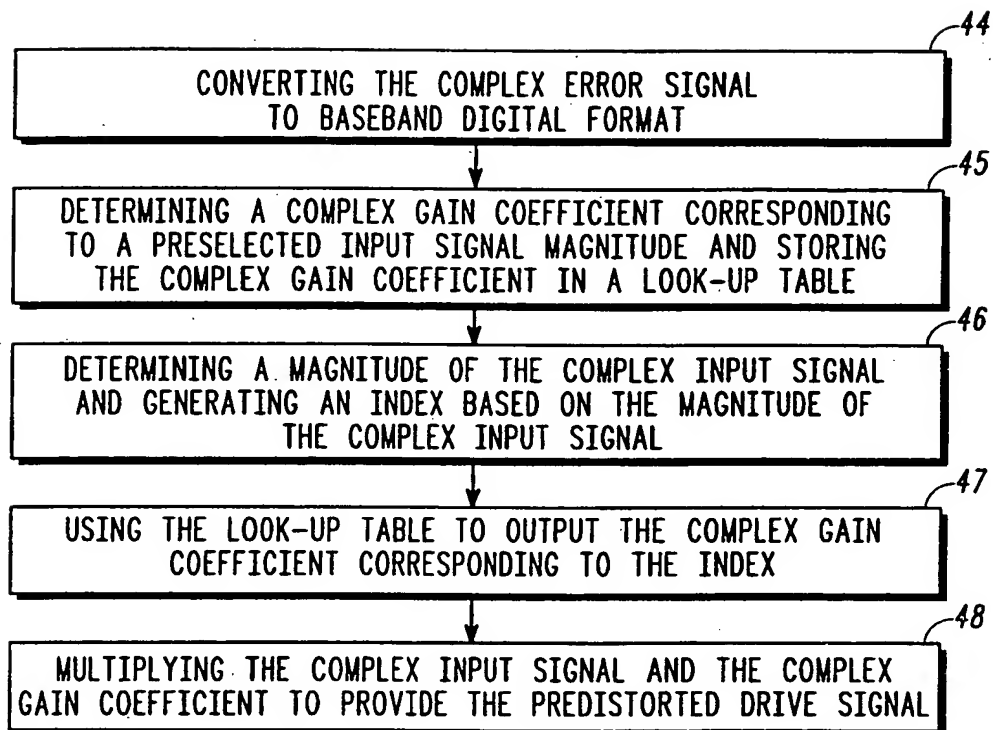 44
CONVERTING THE COMPLEX ERROR SIGNAL
TO BASEBAND DIGITAL FORMAT
45
DETERMINING A COMPLEX GAIN COEFFICIENT CORRESPONDING
TO A PRESELECTED INPUT SIGNAL MAGNITUDE AND STORING
THE COMPLEX GAIN COEFFICIENT IN A LOOK-UP TABLE
46
DETERMINING A MAGNITUDE OF THE COMPLEX INPUT SIGNAL
AND GENERATING AN INDEX BASED ON THE MAGNITUDE OF
THE COMPLEX INPUT SIGNAL
47
USING THE LOOK-UP TABLE TO OUTPUT THE COMPLEX GAIN
COEFFICIENT CORRESPONDING TO THE INDEX
48
MULTIPLYING THE COMPLEX INPUT SIGNAL AND THE COMPLEX
GAIN COEFFICIENT TO PROVIDE THE PREDISTORTED DRIVE SIGNAL